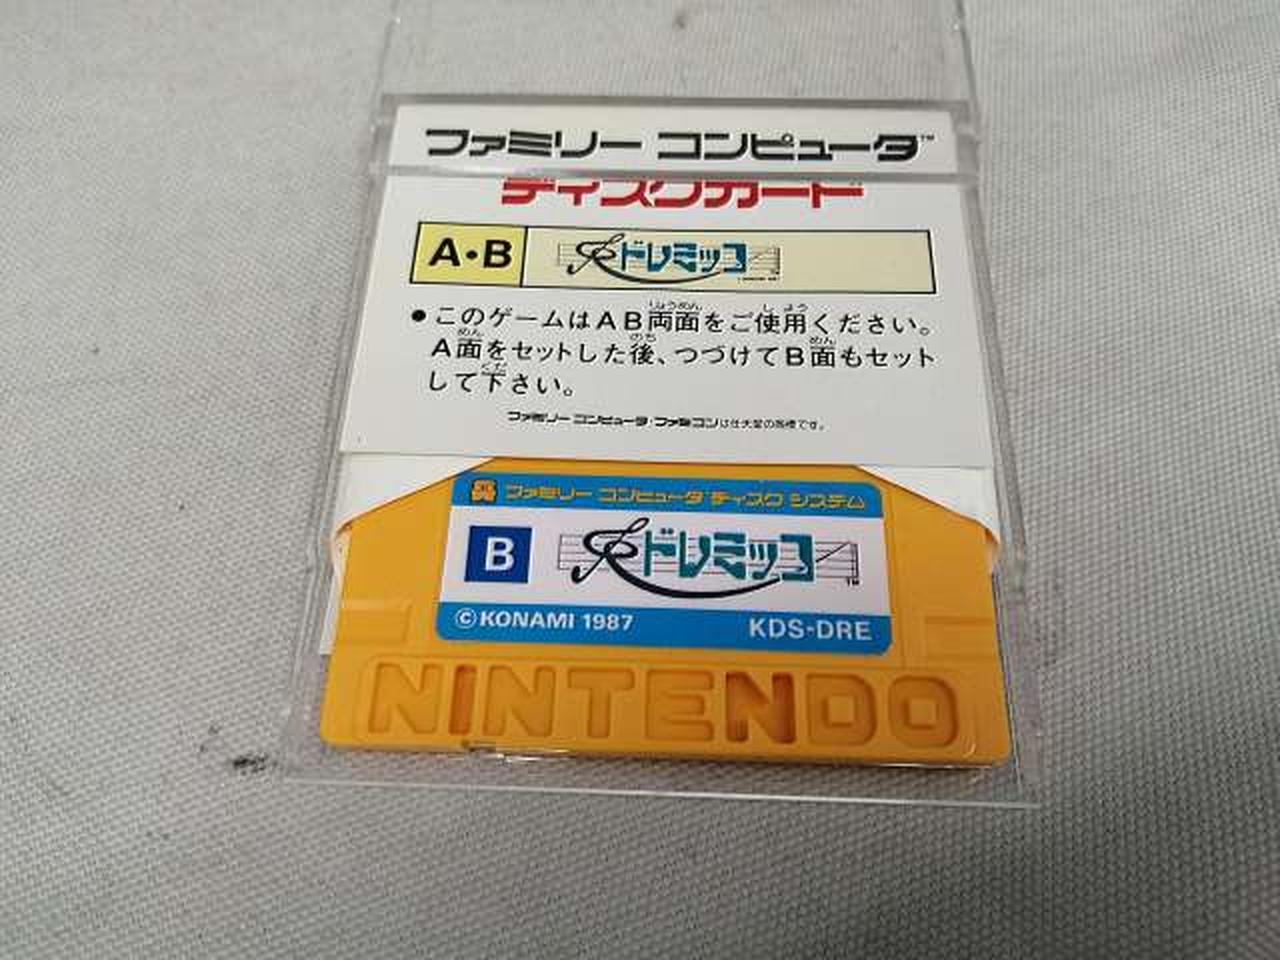 ファミリー コンピュータ™
ディスクカード
A・B ドレミッコ
●このゲームはAB両面をご使用ください。
A面をセットした後、つづけてB面もセット
して下さい。
ファミリー コンピュータ・ファミコンは任天堂の商標です。
ファミリー コンピュータ ディスク システム
B ドレミッコ™
©KONAMI 1987 KDS-DRE
NINTENDO